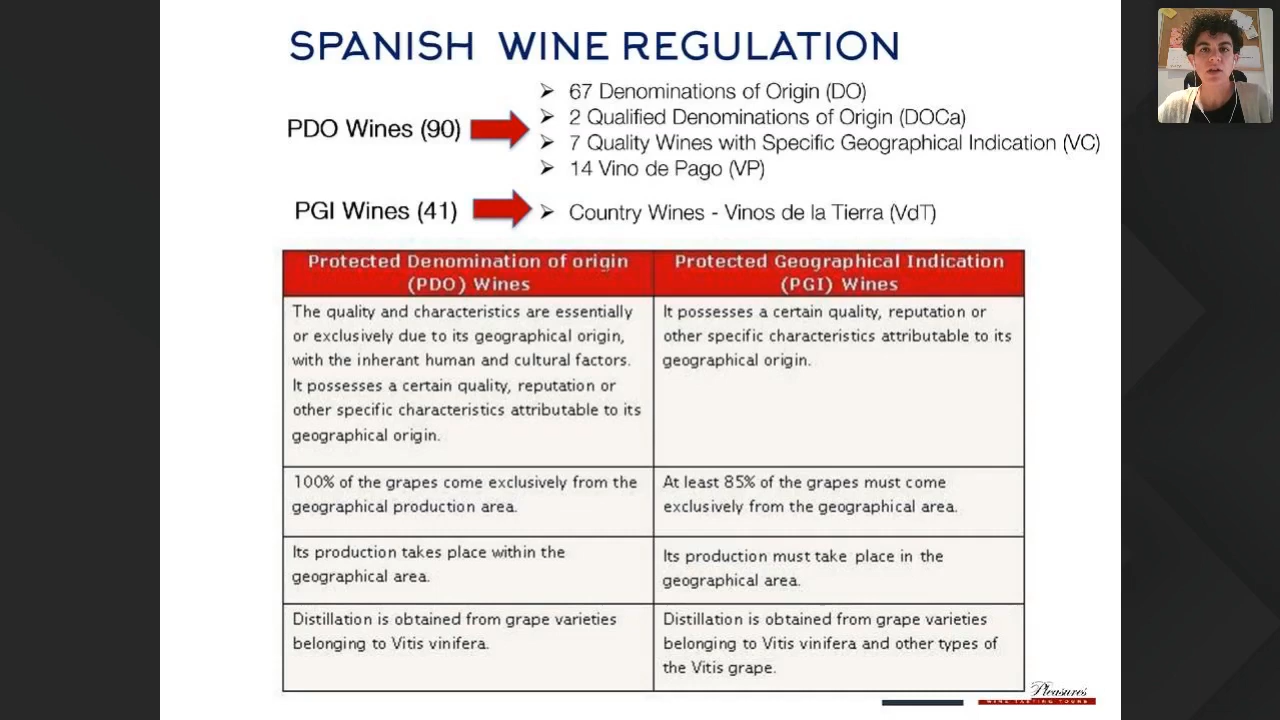 SPANISH WINE REGULATION
PDO Wines (90)
67 Denominations of Origin (DO)
2 Qualified Denominations of Origin (DOCa)
7 Quality Wines with Specific Geographical Indication (VC)
14 Vino de Pago (VP)
PGI Wines (41)
Country Wines - Vinos de la Tierra (VdT)
Protected Denomination of origin
(PDO) Wines
Protected Geographical Indication
(PGI) Wines
The quality and characteristics are essentially
or exclusively due to its geographical origin,
with the inherant human and cultural factors.
It possesses a certain quality, reputation or
other specific characteristics attributable to its
geographical origin.
It possesses a certain quality, reputation or
other specific characteristics attributable to its
geographical origin.
100% of the grapes come exclusively from the
geographical production area.
At least 85% of the grapes must come
exclusively from the geographical area.
Its production takes place within the
geographical area.
Its production must take place in the
geographical area.
Distillation is obtained from grape varieties
belonging to Vitis vinifera.
Distillation is obtained from grape varieties
belonging to Vitis vinifera and other types of
the Vitis grape.
Pleasures
WINE TASTING TOURS